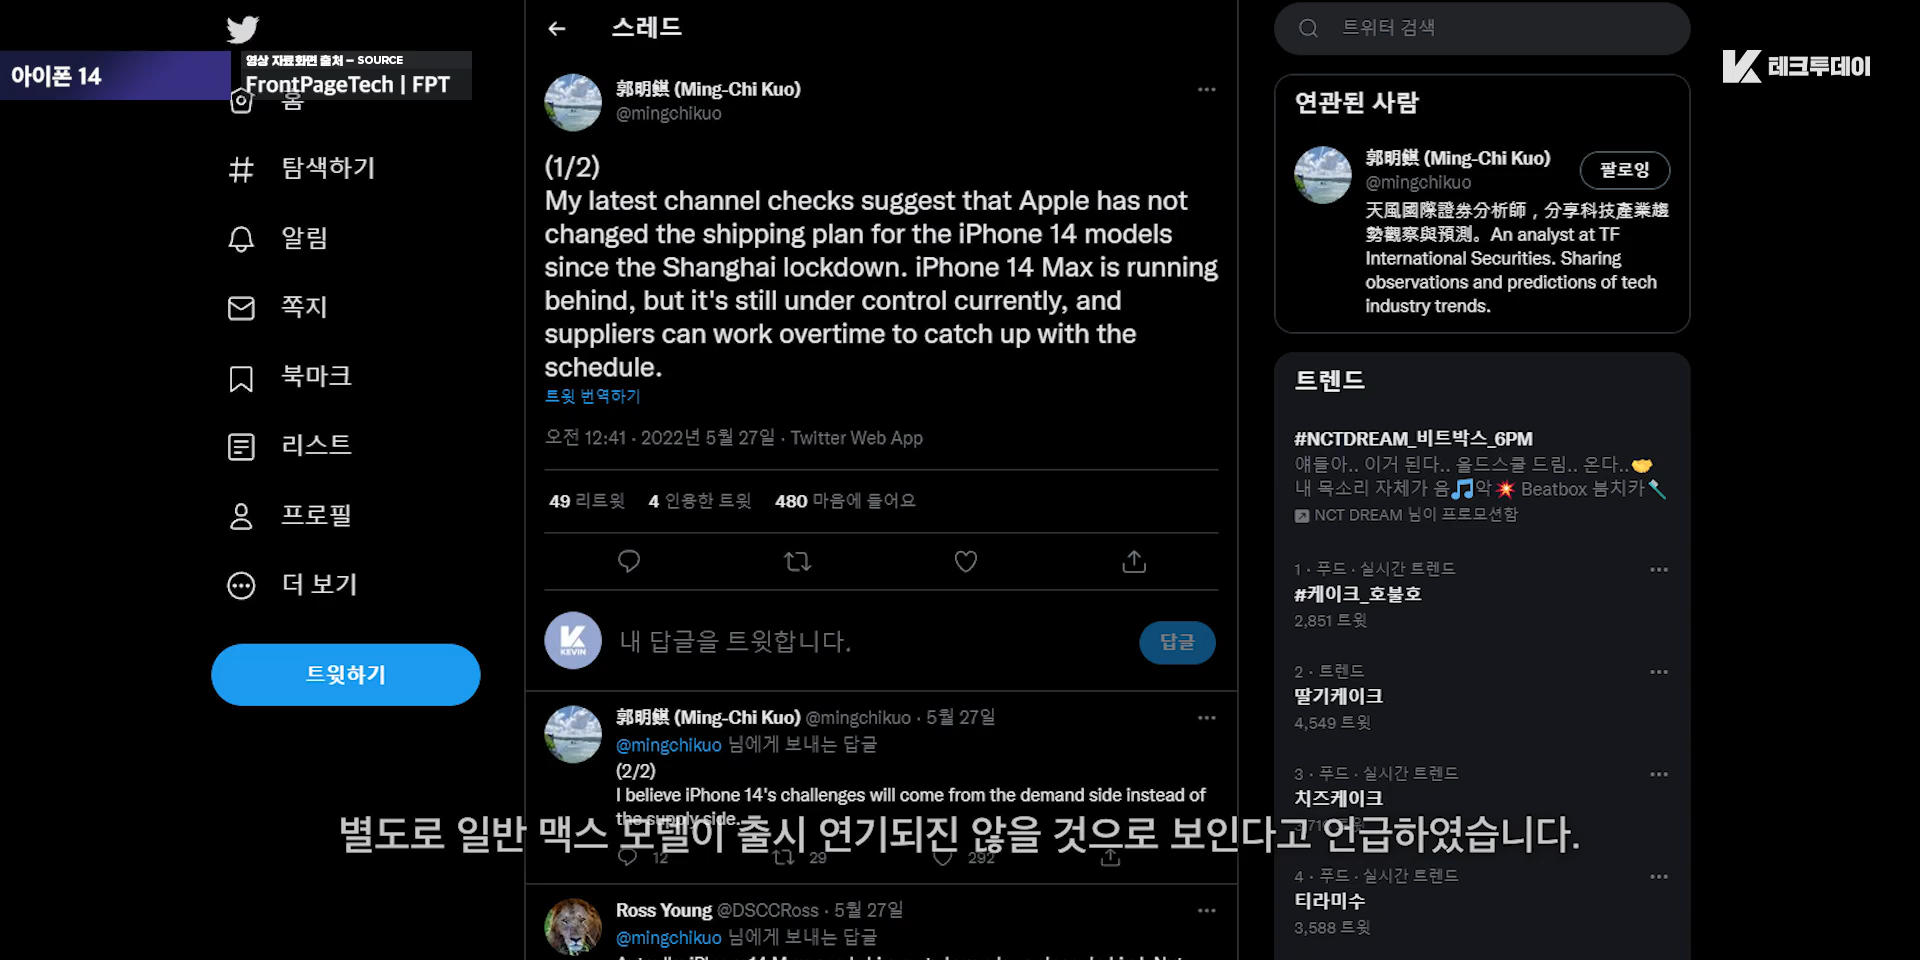 아이폰 14
영상 자료화면 출처 – SOURCE
FrontPageTech | FPT
홈
탐색하기
알림
쪽지
북마크
리스트
프로필
더 보기
트윗하기
스레드
郭明錤 (Ming-Chi Kuo)
@mingchikuo
(1/2)
My latest channel checks suggest that Apple has not
changed the shipping plan for the iPhone 14 models
since the Shanghai lockdown. iPhone 14 Max is running
behind, but it's still under control currently, and
suppliers can work overtime to catch up with the
schedule.
트윗 번역하기
오전 12:41 · 2022년 5월 27일 · Twitter Web App
49 리트윗 4 인용한 트윗 480 마음에 들어요
KEVIN
내 답글을 트윗합니다.
답글
郭明錤 (Ming-Chi Kuo) @mingchikuo · 5월 27일
@mingchikuo 님에게 보내는 답글
(2/2)
I believe iPhone 14's challenges will come from the demand side instead of
the supply side.
12 29 292
별도로 일반 맥스 모델이 출시 연기되진 않을 것으로 보인다고 언급하였습니다.
Ross Young @DSCCRoss · 5월 27일
@mingchikuo 님에게 보내는 답글
트위터 검색
테크투데이
연관된 사람
郭明錤 (Ming-Chi Kuo)
@mingchikuo
팔로잉
天風國際證券分析師，分享科技產業趨
勢觀察與預測。An analyst at TF
International Securities. Sharing
observations and predictions of tech
industry trends.
트렌드
#NCTDREAM_비트박스_6PM
얘들아.. 이거 된다.. 올드스쿨 드림.. 온다..🤝
내 목소리 자체가 음🎵악💥 Beatbox 붐치카🪓
NCT DREAM 님이 프로모션함
1 · 푸드 · 실시간 트렌드
#케이크_호불호
2,851 트윗
2 · 트렌드
딸기케이크
4,549 트윗
3 · 푸드 · 실시간 트렌드
치즈케이크
4 · 푸드 · 실시간 트렌드
티라미수
3,588 트윗